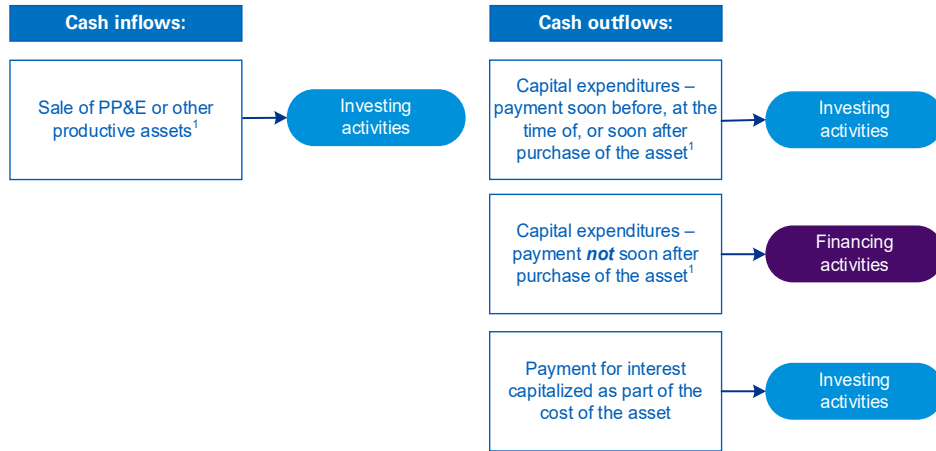 Cash inflows:
Sale of PP&E or other
productive assets1
Investing
activities
Cash outflows:
Capital expenditures –
payment soon before, at the
time of, or soon after
purchase of the asset1
Investing
activities
Capital expenditures –
payment not soon after
purchase of the asset1
Financing
activities
Payment for interest
capitalized as part of the
cost of the asset
Investing
activities